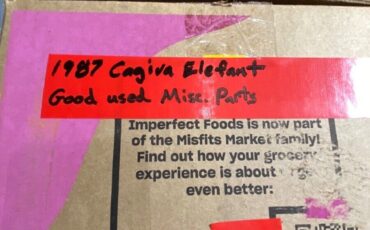 1987 Cagiva Elefant
Good used Misc. Parts
Imperfect Foods is now part
of the Misfits Market family!
Find out how your grocery
experience is about
even better: